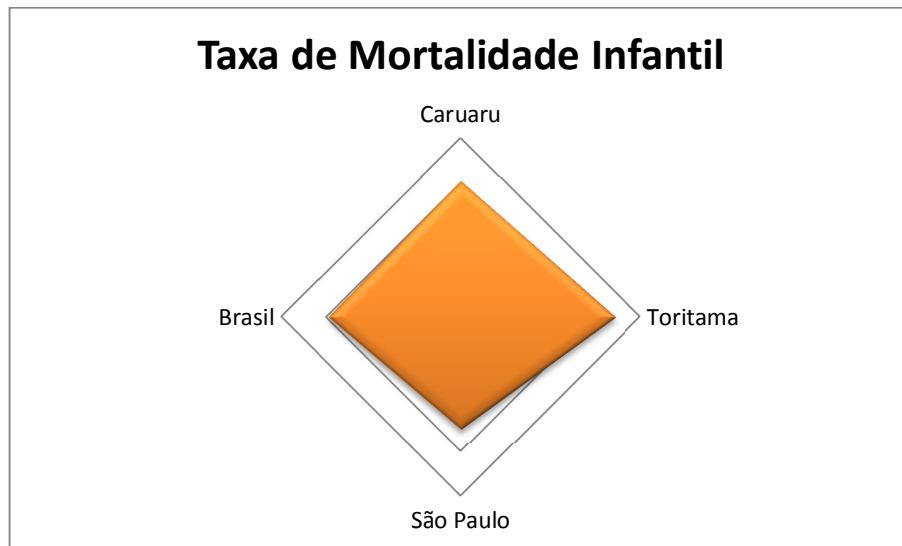 Taxa de Mortalidade Infantil
Caruaru
Brasil
Toritama
São Paulo